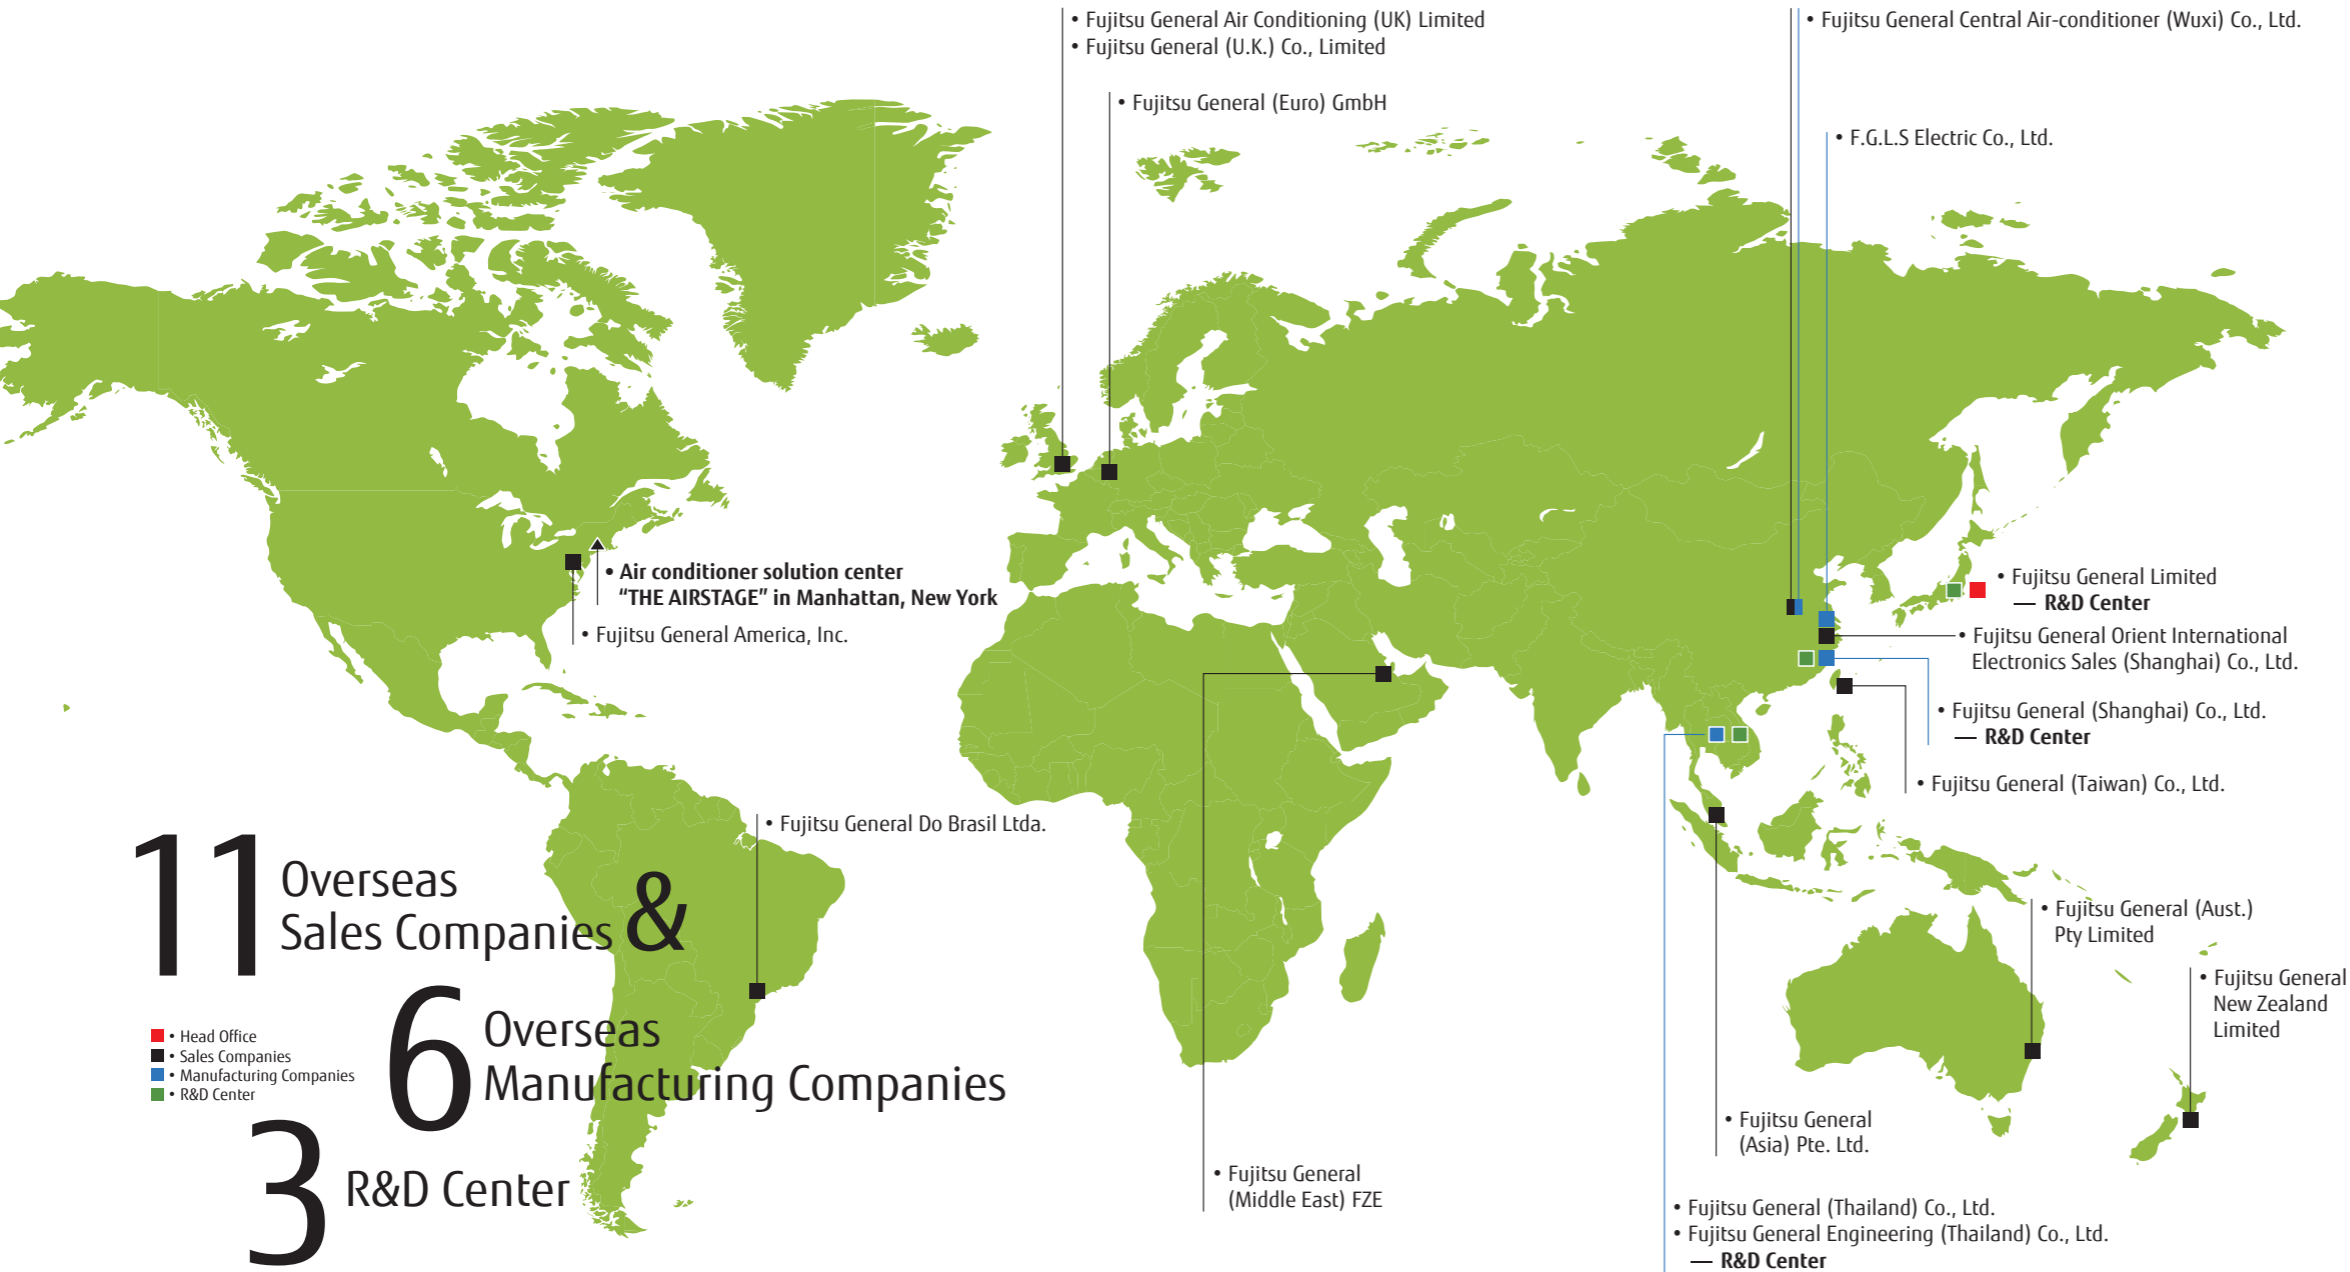 • Fujitsu General Air Conditioning (UK) Limited
• Fujitsu General (U.K.) Co., Limited
• Fujitsu General Central Air-conditioner (Wuxi) Co., Ltd.
• Fujitsu General (Euro) GmbH
• F.G.L.S Electric Co., Ltd.
• Air conditioner solution center
“THE AIRSTAGE” in Manhattan, New York
• Fujitsu General America, Inc.
• Fujitsu General Limited
— R&D Center
• Fujitsu General Orient International
Electronics Sales (Shanghai) Co., Ltd.
• Fujitsu General (Shanghai) Co., Ltd.
— R&D Center
• Fujitsu General (Taiwan) Co., Ltd.
• Fujitsu General Do Brasil Ltda.
11 Overseas
Sales Companies &
6 Overseas
Manufacturing Companies
3 R&D Center
• Head Office
• Sales Companies
• Manufacturing Companies
• R&D Center
• Fujitsu General (Aust.)
Pty Limited
• Fujitsu General
New Zealand
Limited
• Fujitsu General
(Asia) Pte. Ltd.
• Fujitsu General
(Middle East) FZE
• Fujitsu General (Thailand) Co., Ltd.
• Fujitsu General Engineering (Thailand) Co., Ltd.
— R&D Center